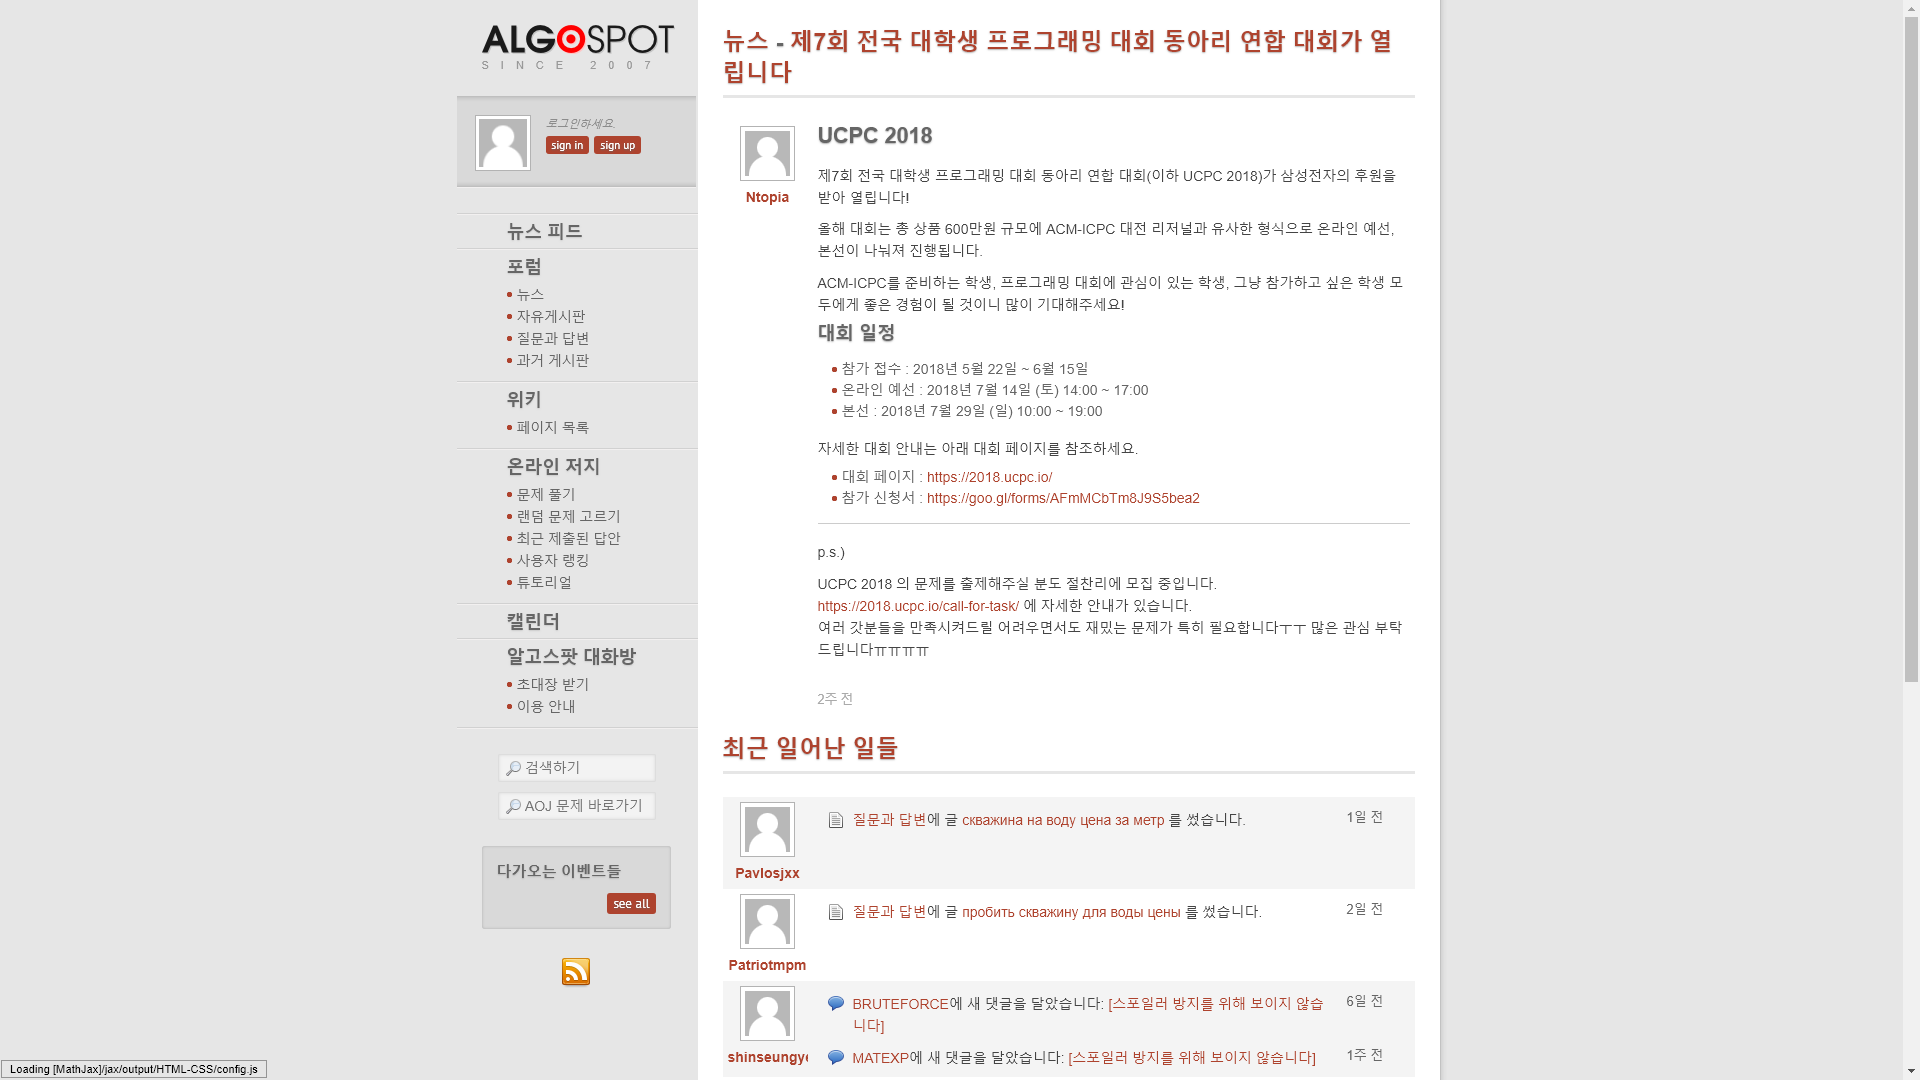 ALGOSPOT
SINCE 2007
로그인하세요.
sign in sign up
뉴스 피드
포럼
뉴스
자유게시판
질문과 답변
과거 게시판
위키
페이지 목록
온라인 저지
문제 풀기
랜덤 문제 고르기
최근 제출된 답안
사용자 랭킹
튜토리얼
캘린더
알고스팟 대화방
초대장 받기
이용 안내
검색하기
AOJ 문제 바로가기
다가오는 이벤트들
see all
뉴스 - 제7회 전국 대학생 프로그래밍 대회 동아리 연합 대회가 열
립니다
Ntopia
UCPC 2018
제7회 전국 대학생 프로그래밍 대회 동아리 연합 대회(이하 UCPC 2018)가 삼성전자의 후원을
받아 열립니다!
올해 대회는 총 상품 600만원 규모에 ACM-ICPC 대전 리저널과 유사한 형식으로 온라인 예선,
본선이 나눠져 진행됩니다.
ACM-ICPC를 준비하는 학생, 프로그래밍 대회에 관심이 있는 학생, 그냥 참가하고 싶은 학생 모
두에게 좋은 경험이 될 것이니 많이 기대해주세요!
대회 일정
참가 접수 : 2018년 5월 22일 ~ 6월 15일
온라인 예선 : 2018년 7월 14일 (토) 14:00 ~ 17:00
본선 : 2018년 7월 29일 (일) 10:00 ~ 19:00
자세한 대회 안내는 아래 대회 페이지를 참조하세요.
대회 페이지 : https://2018.ucpc.io/
참가 신청서 : https://goo.gl/forms/AFmMCbTm8J9S5bea2
p.s.)
UCPC 2018 의 문제를 출제해주실 분도 절찬리에 모집 중입니다.
https://2018.ucpc.io/call-for-task/ 에 자세한 안내가 있습니다.
여러 갓분들을 만족시켜드릴 어려우면서도 재밌는 문제가 특히 필요합니다ㅜㅜ 많은 관심 부탁
드립니다ㅠㅠㅠㅠ
2주 전
최근 일어난 일들
질문과 답변에 글 скважина на воду цена за метр 를 썼습니다. 1일 전
Pavlosjxx
질문과 답변에 글 пробить скважину для воды цены 를 썼습니다. 2일 전
Patriotmpm
BRUTEFORCE에 새 댓글을 달았습니다: [스포일러 방지를 위해 보이지 않습 6일 전
니다]
shinseungye
MATEXP에 새 댓글을 달았습니다: [스포일러 방지를 위해 보이지 않습니다] 1주 전
Loading [MathJax]/jax/output/HTML-CSS/config.js